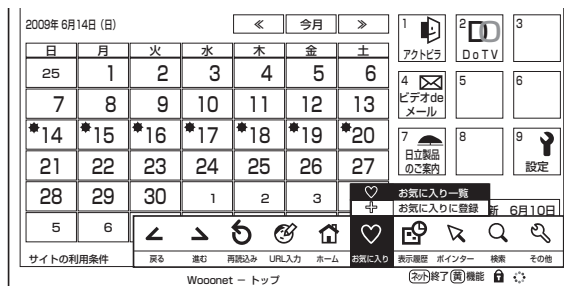 2009年 6月14日（日）
≪ 今月 ≫
日 月 火 水 木 金 土
25 1 2 3 4 5 6
7 8 9 10 11 12 13
14 15 16 17 18 19 20
21 22 23 24 25 26 27
28 29 30 1 2 3
5 6
1 アクトビラ
2 DoTV
3
4 ビデオde
メール
5
6
7 日立製品
のご案内
8
9 設定
お気に入り一覧
お気に入りに登録
新 6月10日
サイトの利用条件
戻る 進む 再読込み URL入力 ホーム お気に入り 表示履歴 ポインター 検索 その他
Wooonet － トップ
ネット終了 黄機能